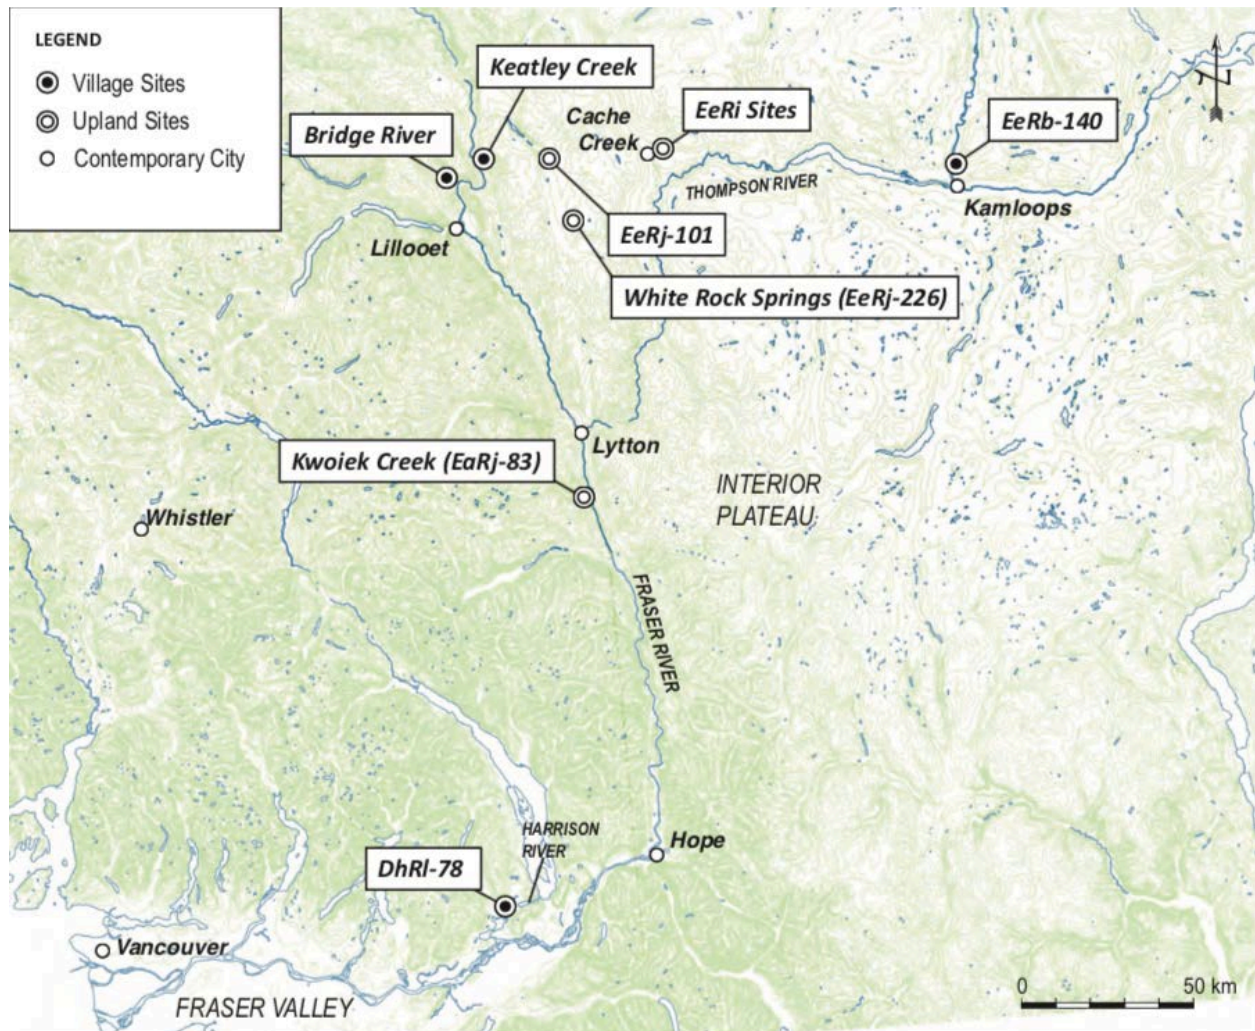 LEGEND
Village Sites
Upland Sites
Contemporary City
Keatley Creek
Bridge River
Cache
Creek
EeRi Sites
EeRb-140
THOMPSON RIVER
Kamloops
Lillooet
EeRj-101
White Rock Springs (EeRj-226)
Lytton
Kwoiek Creek (EaRj-83)
INTERIOR
PLATEAU
Whistler
FRASER RIVER
HARRISON
RIVER
Hope
DhRl-78
Vancouver
FRASER VALLEY
0
50 km
N